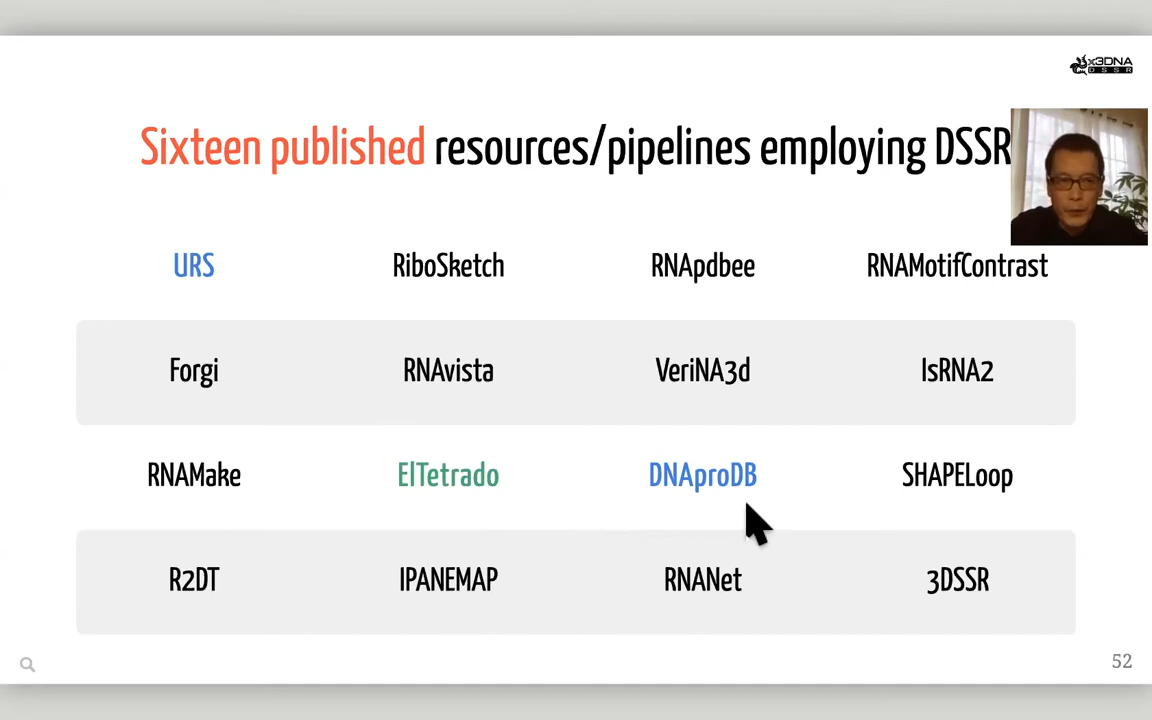 x3DNA
DSSR
Sixteen published resources/pipelines employing DSSR
URS RiboSketch RNApdbee RNAMotifContrast
Forgi RNAvista VeriNA3d IsRNA2
RNAMake ElTetrado DNAproDB SHAPELoop
R2DT IPANEMAP RNANet 3DSSR
52